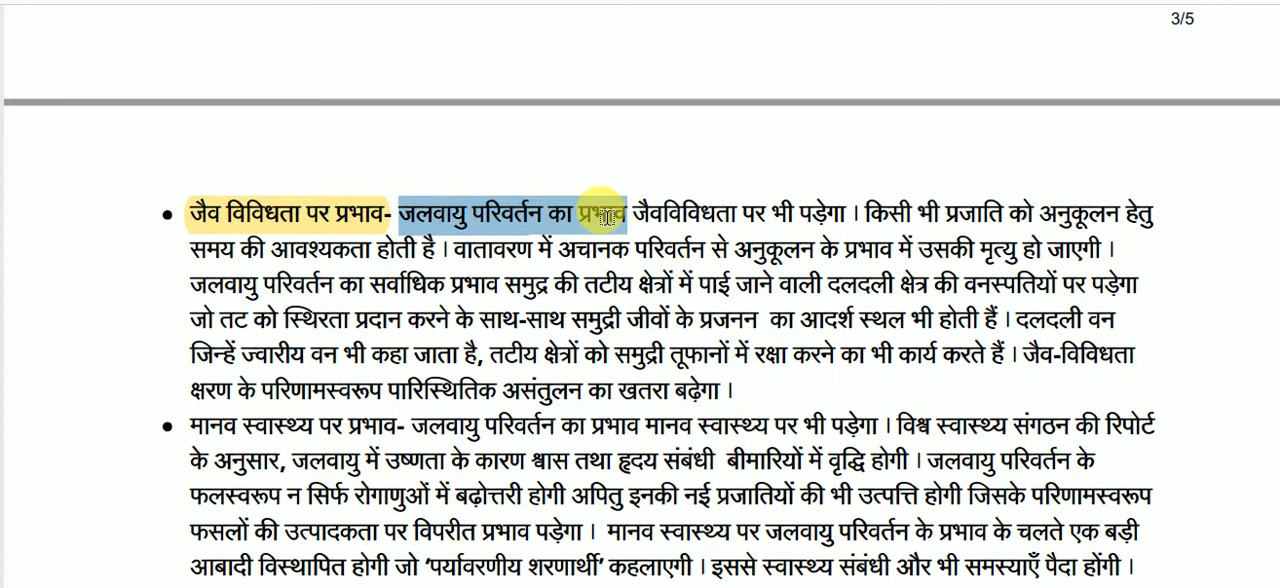 3/5
• जैव विविधता पर प्रभाव- जलवायु परिवर्तन का प्रभाव जैवविविधता पर भी पड़ेगा । किसी भी प्रजाति को अनुकूलन हेतु
समय की आवश्यकता होती है । वातावरण में अचानक परिवर्तन से अनुकूलन के प्रभाव में उसकी मृत्यु हो जाएगी ।
जलवायु परिवर्तन का सर्वाधिक प्रभाव समुद्र की तटीय क्षेत्रों में पाई जाने वाली दलदली क्षेत्र की वनस्पतियों पर पड़ेगा
जो तट को स्थिरता प्रदान करने के साथ-साथ समुद्री जीवों के प्रजनन का आदर्श स्थल भी होती हैं । दलदली वन
जिन्हें ज्वारीय वन भी कहा जाता है, तटीय क्षेत्रों को समुद्री तूफानों में रक्षा करने का भी कार्य करते हैं । जैव-विविधता
क्षरण के परिणामस्वरूप पारिस्थितिक असंतुलन का खतरा बढ़ेगा ।
• मानव स्वास्थ्य पर प्रभाव- जलवायु परिवर्तन का प्रभाव मानव स्वास्थ्य पर भी पड़ेगा । विश्व स्वास्थ्य संगठन की रिपोर्ट
के अनुसार, जलवायु में उष्णता के कारण श्वास तथा हृदय संबंधी बीमारियों में वृद्धि होगी । जलवायु परिवर्तन के
फलस्वरूप न सिर्फ रोगाणुओं में बढ़ोत्तरी होगी अपितु इनकी नई प्रजातियों की भी उत्पत्ति होगी जिसके परिणामस्वरूप
फसलों की उत्पादकता पर विपरीत प्रभाव पड़ेगा । मानव स्वास्थ्य पर जलवायु परिवर्तन के प्रभाव के चलते एक बड़ी
आबादी विस्थापित होगी जो ‘पर्यावरणीय शरणार्थी’ कहलाएगी । इससे स्वास्थ्य संबंधी और भी समस्याएँ पैदा होंगी ।